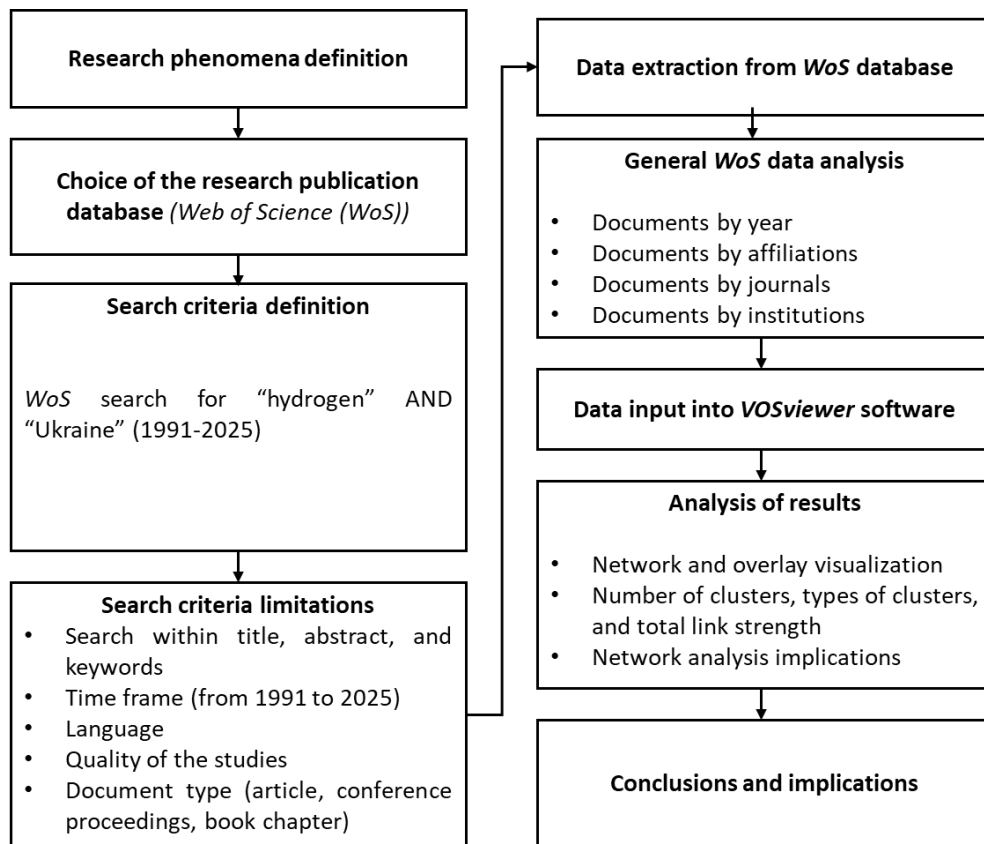 Research phenomena definition
Choice of the research publication
database (Web of Science (WoS))
Search criteria definition
WoS search for “hydrogen” AND
“Ukraine” (1991-2025)
Search criteria limitations
• Search within title, abstract, and
keywords
• Time frame (from 1991 to 2025)
• Language
• Quality of the studies
• Document type (article, conference
proceedings, book chapter)
Data extraction from WoS database
General WoS data analysis
• Documents by year
• Documents by affiliations
• Documents by journals
• Documents by institutions
Data input into VOSviewer software
Analysis of results
• Network and overlay visualization
• Number of clusters, types of clusters,
and total link strength
• Network analysis implications
Conclusions and implications